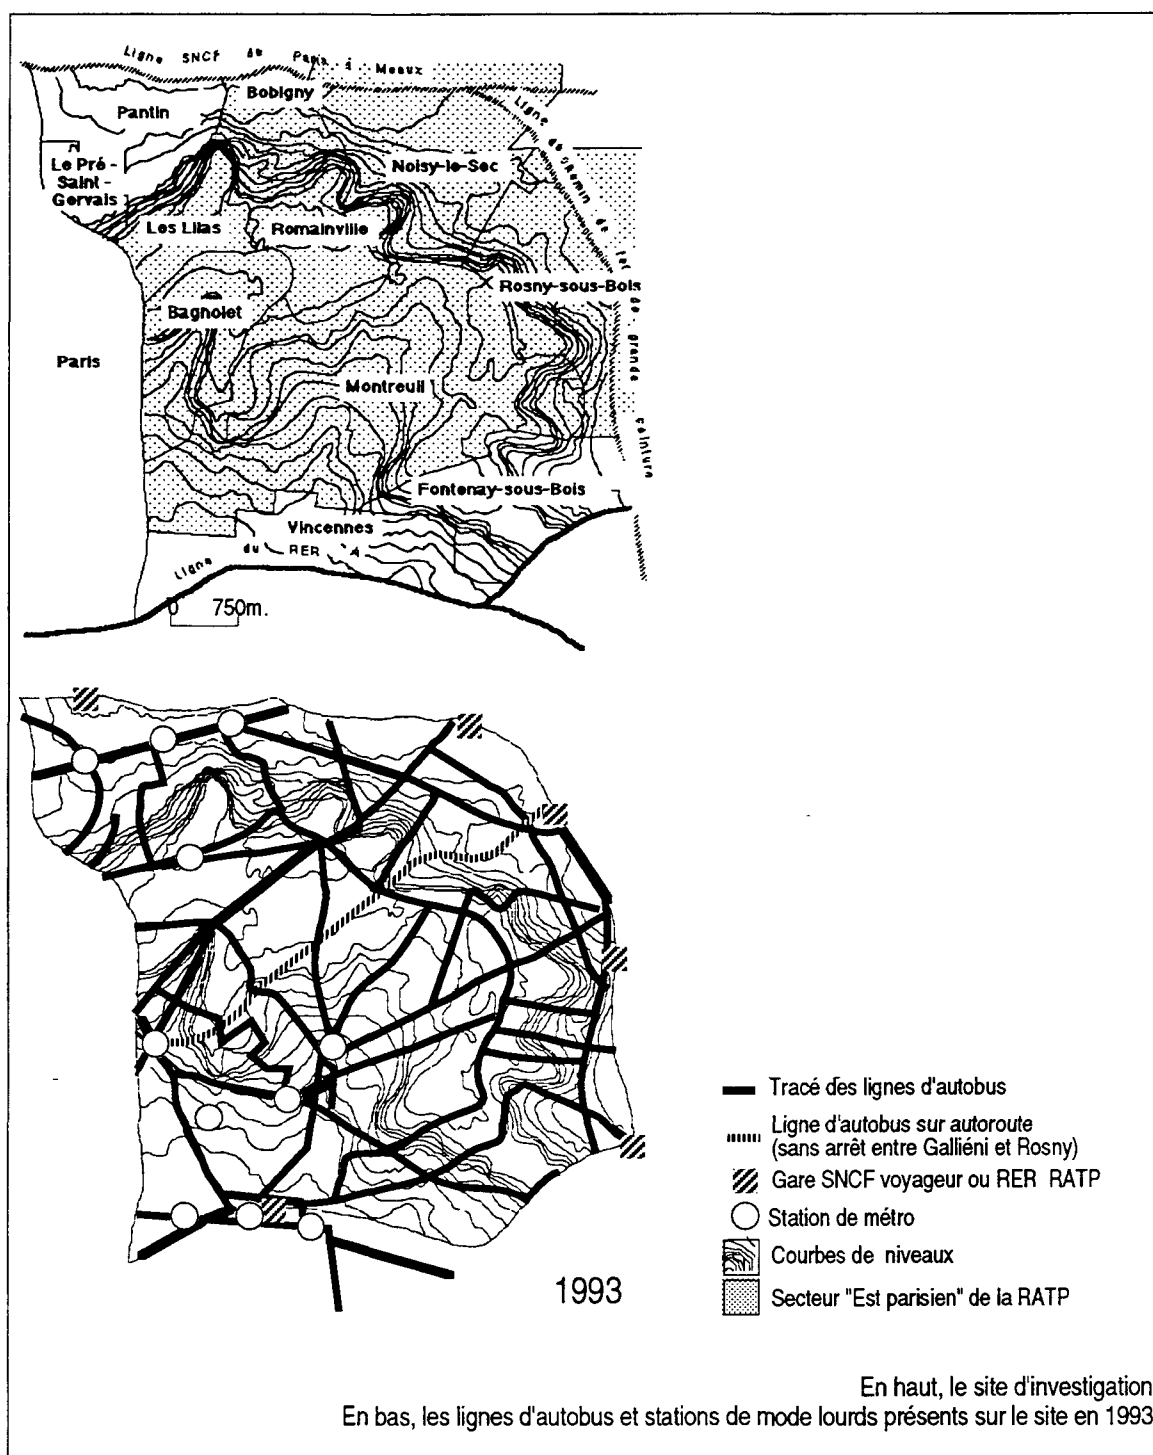 Ligne SNCF de Paris à Meaux
Bobigny
Pantin
Ligne de chemin de fer de grande ceinture
Le Pré -
Saint -
Gervais
Noisy-le-Sec
Les Lilas
Romainville
Rosny-sous-Bois
Bagnolet
Paris
Montreuil
Fontenay-sous-Bois
Vincennes
Ligne du RER A
0 750m.
1993
Tracé des lignes d'autobus
Ligne d'autobus sur autoroute
(sans arrêt entre Galliéni et Rosny)
Gare SNCF voyageur ou RER RATP
Station de métro
Courbes de niveaux
Secteur "Est parisien" de la RATP
En haut, le site d'investigation
En bas, les lignes d'autobus et stations de mode lourds présents sur le site en 1993